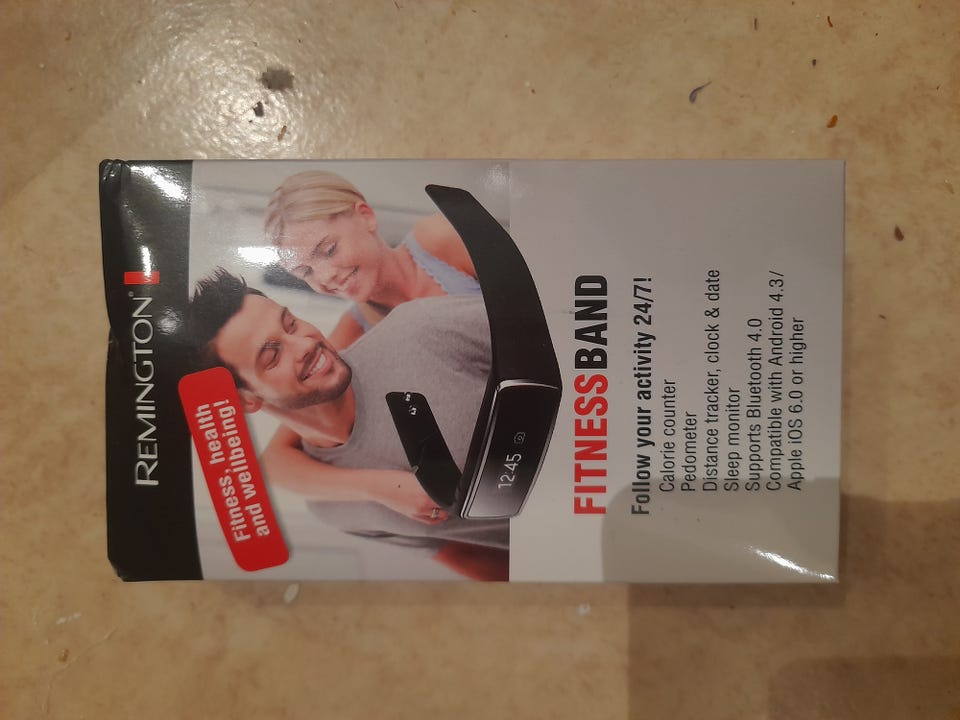 REMINGTON®
Fitness, health
and wellbeing!
12:45
FITNESSBAND
Follow your activity 24/7!
Calorie counter
Pedometer
Distance tracker, clock & date
Sleep monitor
Supports Bluetooth 4.0
Compatible with Android 4.3/
Apple iOS 6.0 or higher